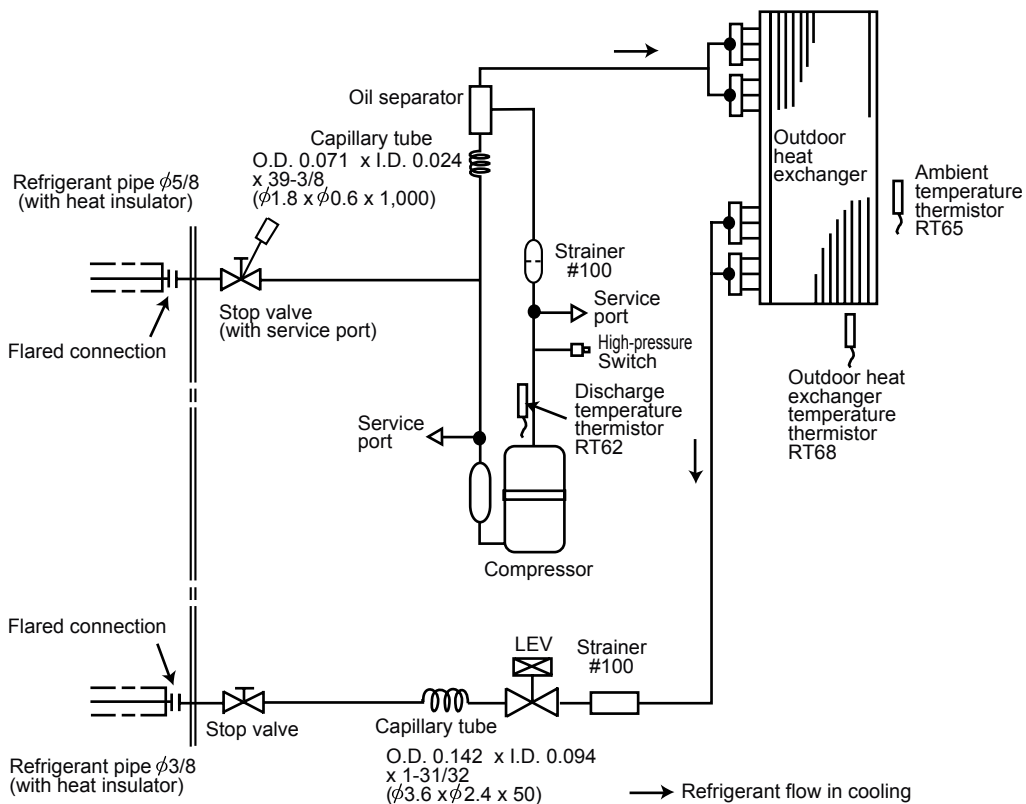 Oil separator
Capillary tube
O.D. 0.071 x I.D. 0.024
x 39-3/8
(ϕ1.8 x ϕ0.6 x 1,000)
Refrigerant pipe ϕ5/8
(with heat insulator)
Flared connection
Stop valve
(with service port)
Outdoor
heat
exchanger
Ambient
temperature
thermistor
RT65
Strainer
#100
Service
port
High-pressure
Switch
Outdoor heat
exchanger
temperature
thermistor
RT68
Discharge
temperature
thermistor
RT62
Service
port
Compressor
Flared connection
LEV
Strainer
#100
Stop valve
Capillary tube
O.D. 0.142 x I.D. 0.094
x 1-31/32
(ϕ3.6 x ϕ2.4 x 50)
Refrigerant pipe ϕ3/8
(with heat insulator)
Refrigerant flow in cooling